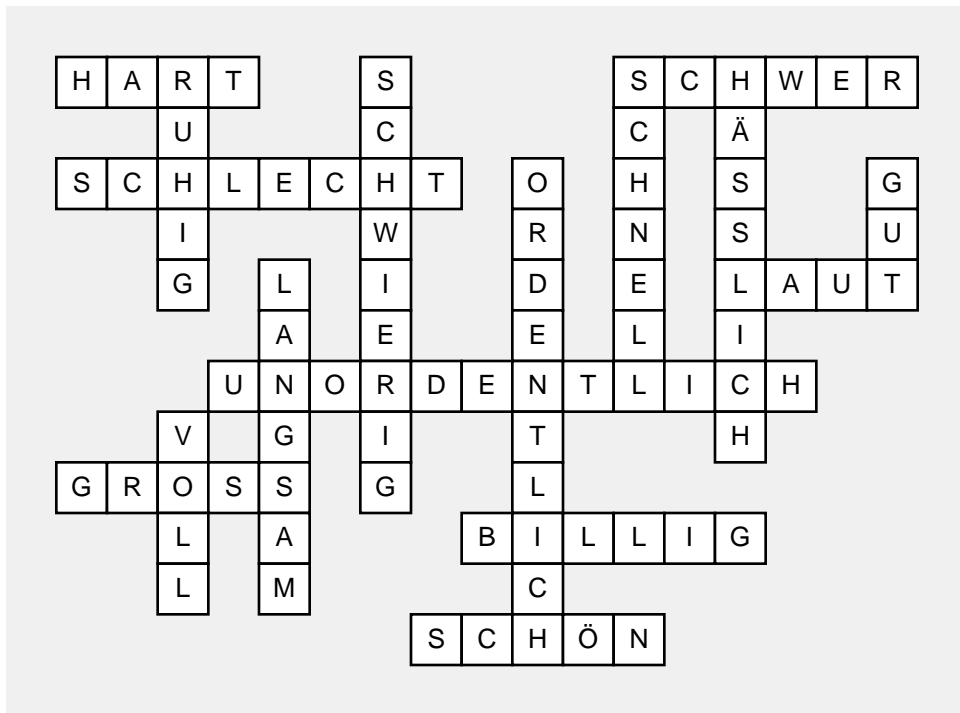 H A R T S S C H W E R
U C C Ä
S C H L E C H T O H S G
I W R N S U
G L I D E L A U T
A E E L I
U N O R D E N T L I C H
V G I T H
G R O S S G L
L A B I L L I G
L M C
S C H Ö N